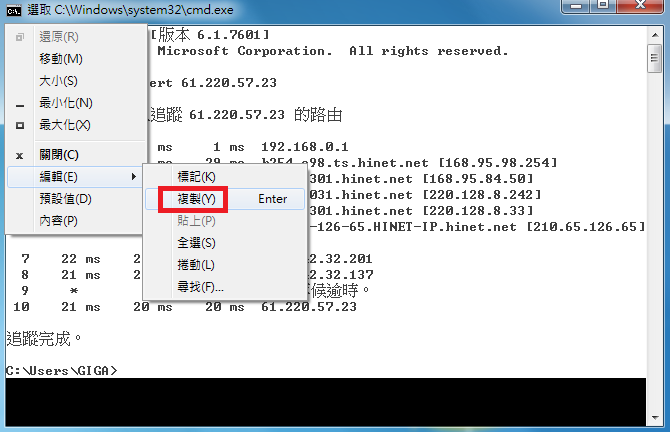 選取 C:\Windows\system32\cmd.exe
還原(R)
移動(M)
大小(S)
最小化(N)
最大化(X)
關閉(C)
編輯(E)
預設值(D)
內容(P)
標記(K)
複製(Y) Enter
貼上(P)
全選(S)
捲動(L)
尋找(F)...
[版本 6.1.7601]
Microsoft Corporation. All rights reserved.
ert 61.220.57.23
追蹤 61.220.57.23 的路由
ms 1 ms 192.168.0.1
ms 29 ms h254.s98.ts.hinet.net [168.95.98.254]
301.hinet.net [168.95.84.50]
031.hinet.net [220.128.8.242]
301.hinet.net [220.128.8.33]
-126-65.HINET-IP.hinet.net [210.65.126.65]
7 22 ms 2 2.32.201
8 21 ms 2 2.32.137
9 * 候逾時。
10 21 ms 20 ms 20 ms 61.220.57.23
追蹤完成。
C:\Users\GIGA>